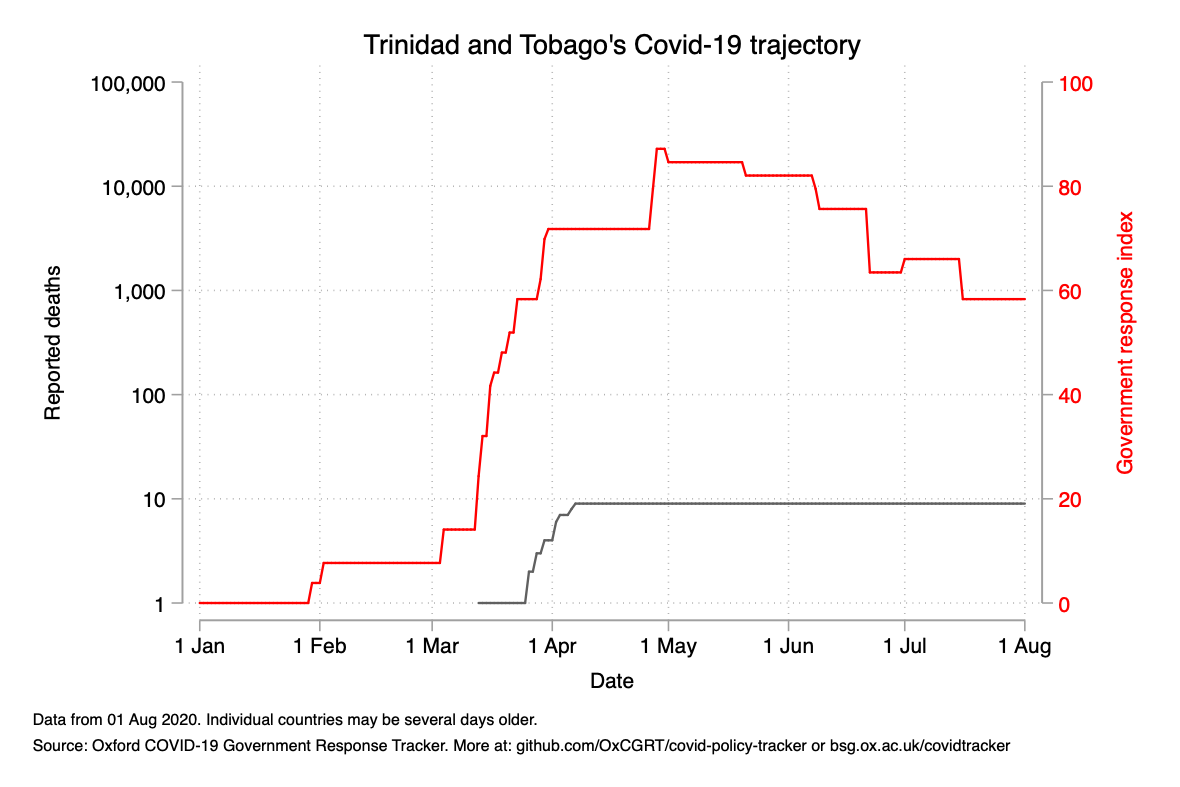 Trinidad and Tobago's Covid-19 trajectory
100,000
10,000
1,000
100
10
1
Reported deaths
100
80
60
40
20
0
Government response index
1 Jan 1 Feb 1 Mar 1 Apr 1 May 1 Jun 1 Jul 1 Aug
Date
Data from 01 Aug 2020. Individual countries may be several days older.
Source: Oxford COVID-19 Government Response Tracker. More at: github.com/OxCGRT/covid-policy-tracker or bsg.ox.ac.uk/covidtracker